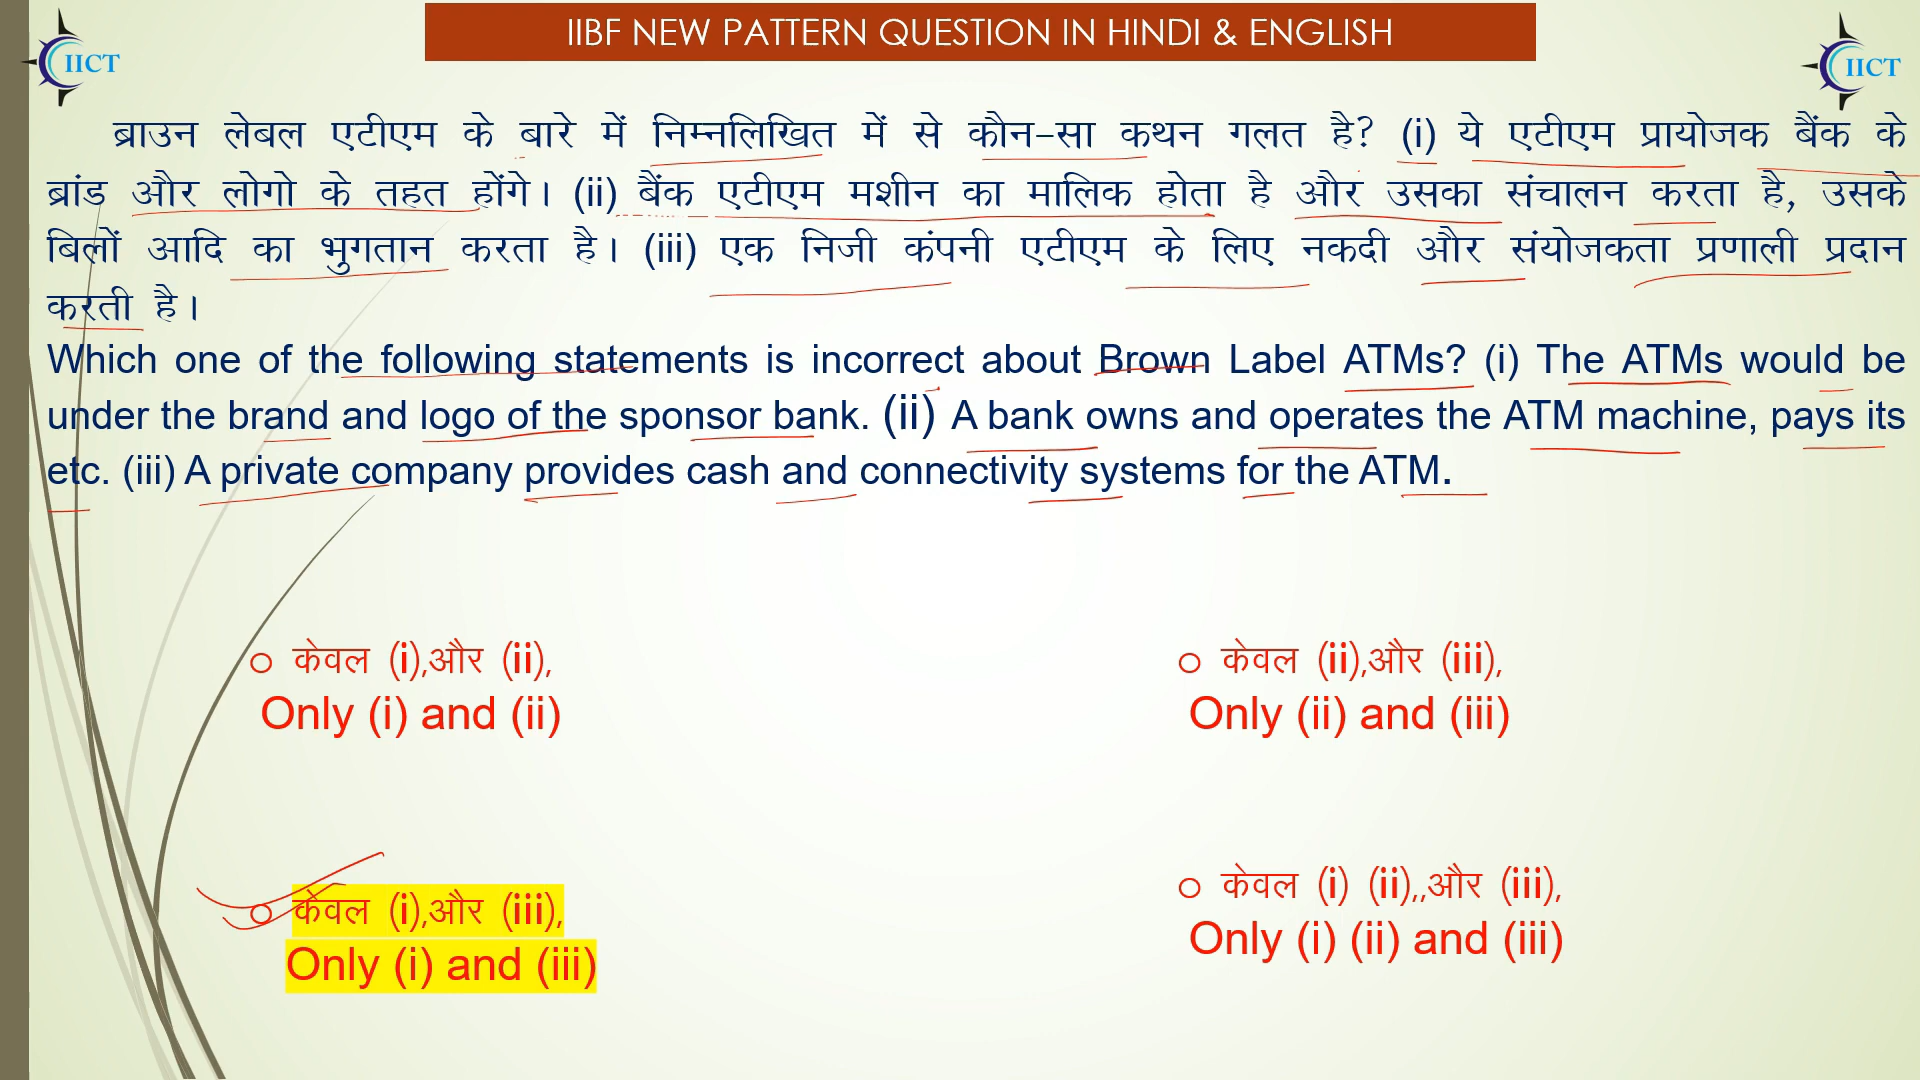 IIBF NEW PATTERN QUESTION IN HINDI & ENGLISH
IICT
IICT
ब्राउन लेबल एटीएम के बारे में निम्नलिखित में से कौन-सा कथन गलत है? (i) ये एटीएम प्रायोजक बैंक के
ब्रांड और लोगो के तहत होंगे। (ii) बैंक एटीएम मशीन का मालिक होता है और उसका संचालन करता है, उसके
बिलों आदि का भुगतान करता है। (iii) एक निजी कंपनी एटीएम के लिए नकदी और संयोजकता प्रणाली प्रदान
करती है।
Which one of the following statements is incorrect about Brown Label ATMs? (i) The ATMs would be
under the brand and logo of the sponsor bank. (ii) A bank owns and operates the ATM machine, pays its
etc. (iii) A private company provides cash and connectivity systems for the ATM.
केवल (i),और (ii),
Only (i) and (ii)
केवल (ii),और (iii),
Only (ii) and (iii)
केवल (i),और (iii),
Only (i) and (iii)
केवल (i) (ii),,और (iii),
Only (i) (ii) and (iii)